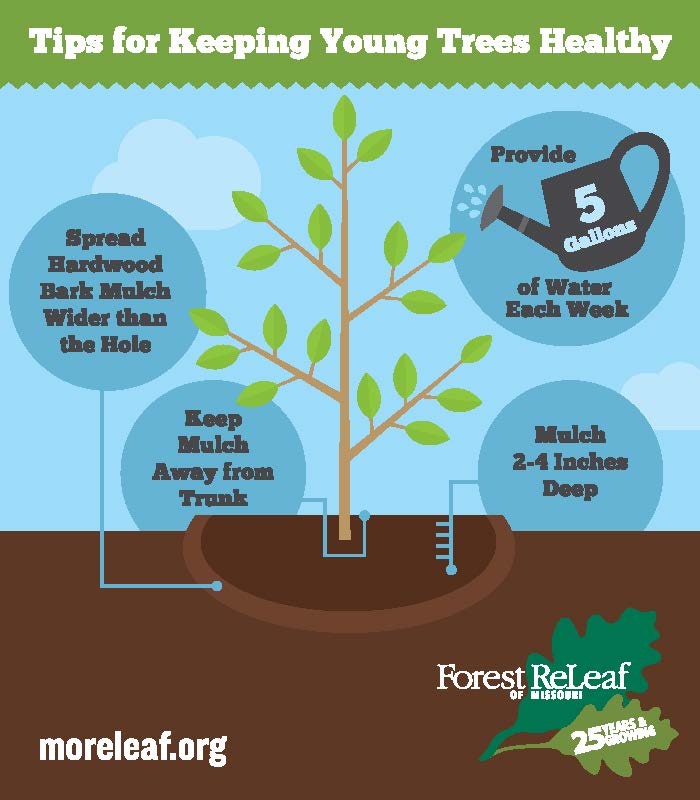 Tips for Keeping Young Trees Healthy
Provide
5
Gallons
of Water
Each Week
Spread
Hardwood
Bark Mulch
Wider than
the Hole
Keep
Mulch
Away from
Trunk
Mulch
2-4 Inches
Deep
Forest ReLeaf
OF MISSOURI
25 YEARS &
GROWING
moreleaf.org